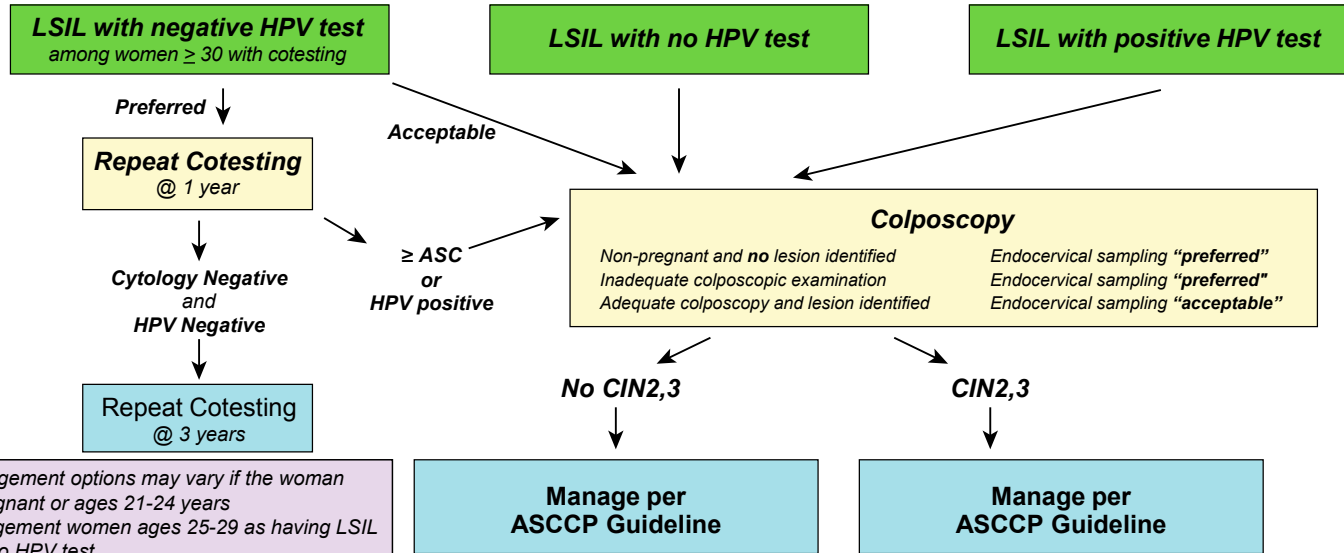 LSIL with negative HPV test
among women ≥ 30 with cotesting
LSIL with no HPV test
LSIL with positive HPV test
Preferred
Acceptable
Repeat Cotesting
@ 1 year
Colposcopy
Non-pregnant and no lesion identified Endocervical sampling “preferred”
Inadequate colposcopic examination Endocervical sampling “preferred"
Adequate colposcopy and lesion identified Endocervical sampling “acceptable”
≥ ASC
or
HPV positive
Cytology Negative
and
HPV Negative
No CIN2,3
CIN2,3
Repeat Cotesting
@ 3 years
Manage per
ASCCP Guideline
Manage per
ASCCP Guideline
options may vary if the woman
or ages 21-24 years
women ages 25-29 as having LSIL
HPV test